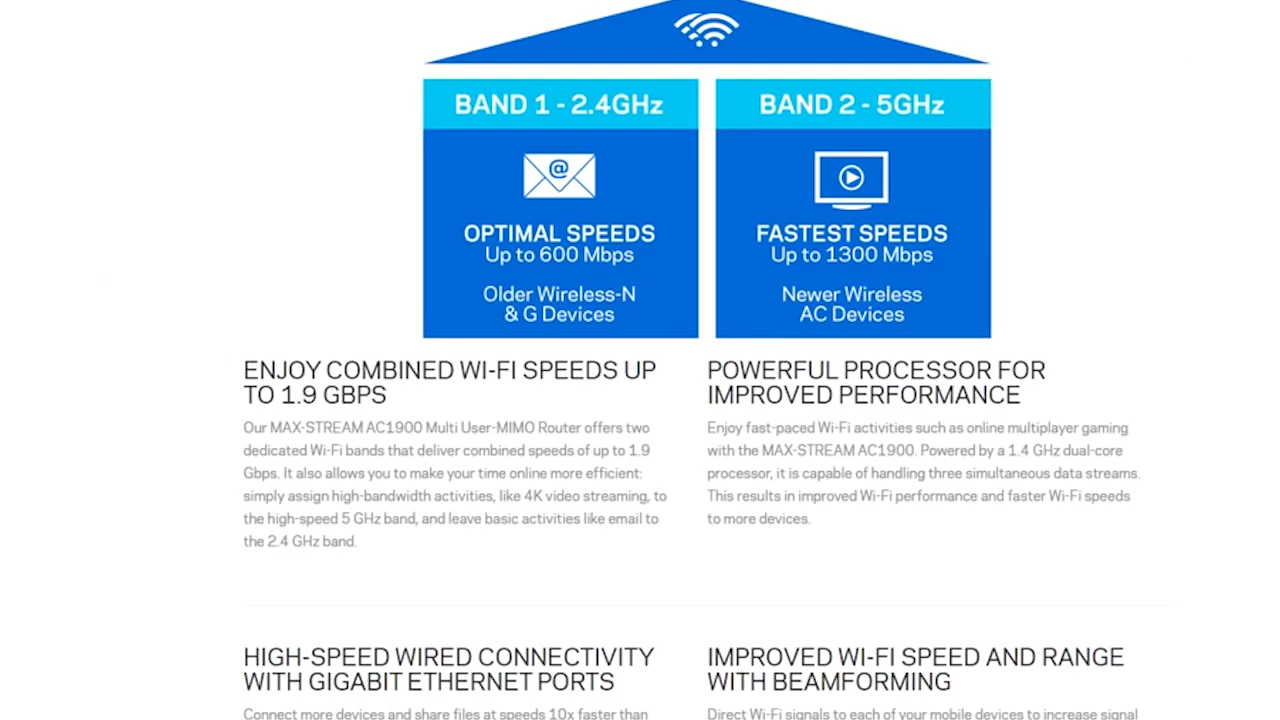 BAND 1 - 2.4GHz
@
OPTIMAL SPEEDS
Up to 600 Mbps
Older Wireless-N
& G Devices
BAND 2 - 5GHz
FASTEST SPEEDS
Up to 1300 Mbps
Newer Wireless
AC Devices
ENJOY COMBINED WI-FI SPEEDS UP
TO 1.9 GBPS
Our MAX-STREAM AC1900 Multi User-MIMO Router offers two
dedicated Wi-Fi bands that deliver combined speeds of up to 1.9
Gbps. It also allows you to make your time online more efficient:
simply assign high-bandwidth activities, like 4K video streaming, to
the high-speed 5 GHz band, and leave basic activities like email to
the 2.4 GHz band.
POWERFUL PROCESSOR FOR
IMPROVED PERFORMANCE
Enjoy fast-paced Wi-Fi activities such as online multiplayer gaming
with the MAX-STREAM AC1900. Powered by a 1.4 GHz dual-core
processor, it is capable of handling three simultaneous data streams.
This results in improved Wi-Fi performance and faster Wi-Fi speeds
to more devices.
HIGH-SPEED WIRED CONNECTIVITY
WITH GIGABIT ETHERNET PORTS
Connect more devices and share files at speeds 10x faster than
IMPROVED WI-FI SPEED AND RANGE
WITH BEAMFORMING
Direct Wi-Fi signals to each of your mobile devices to increase signal